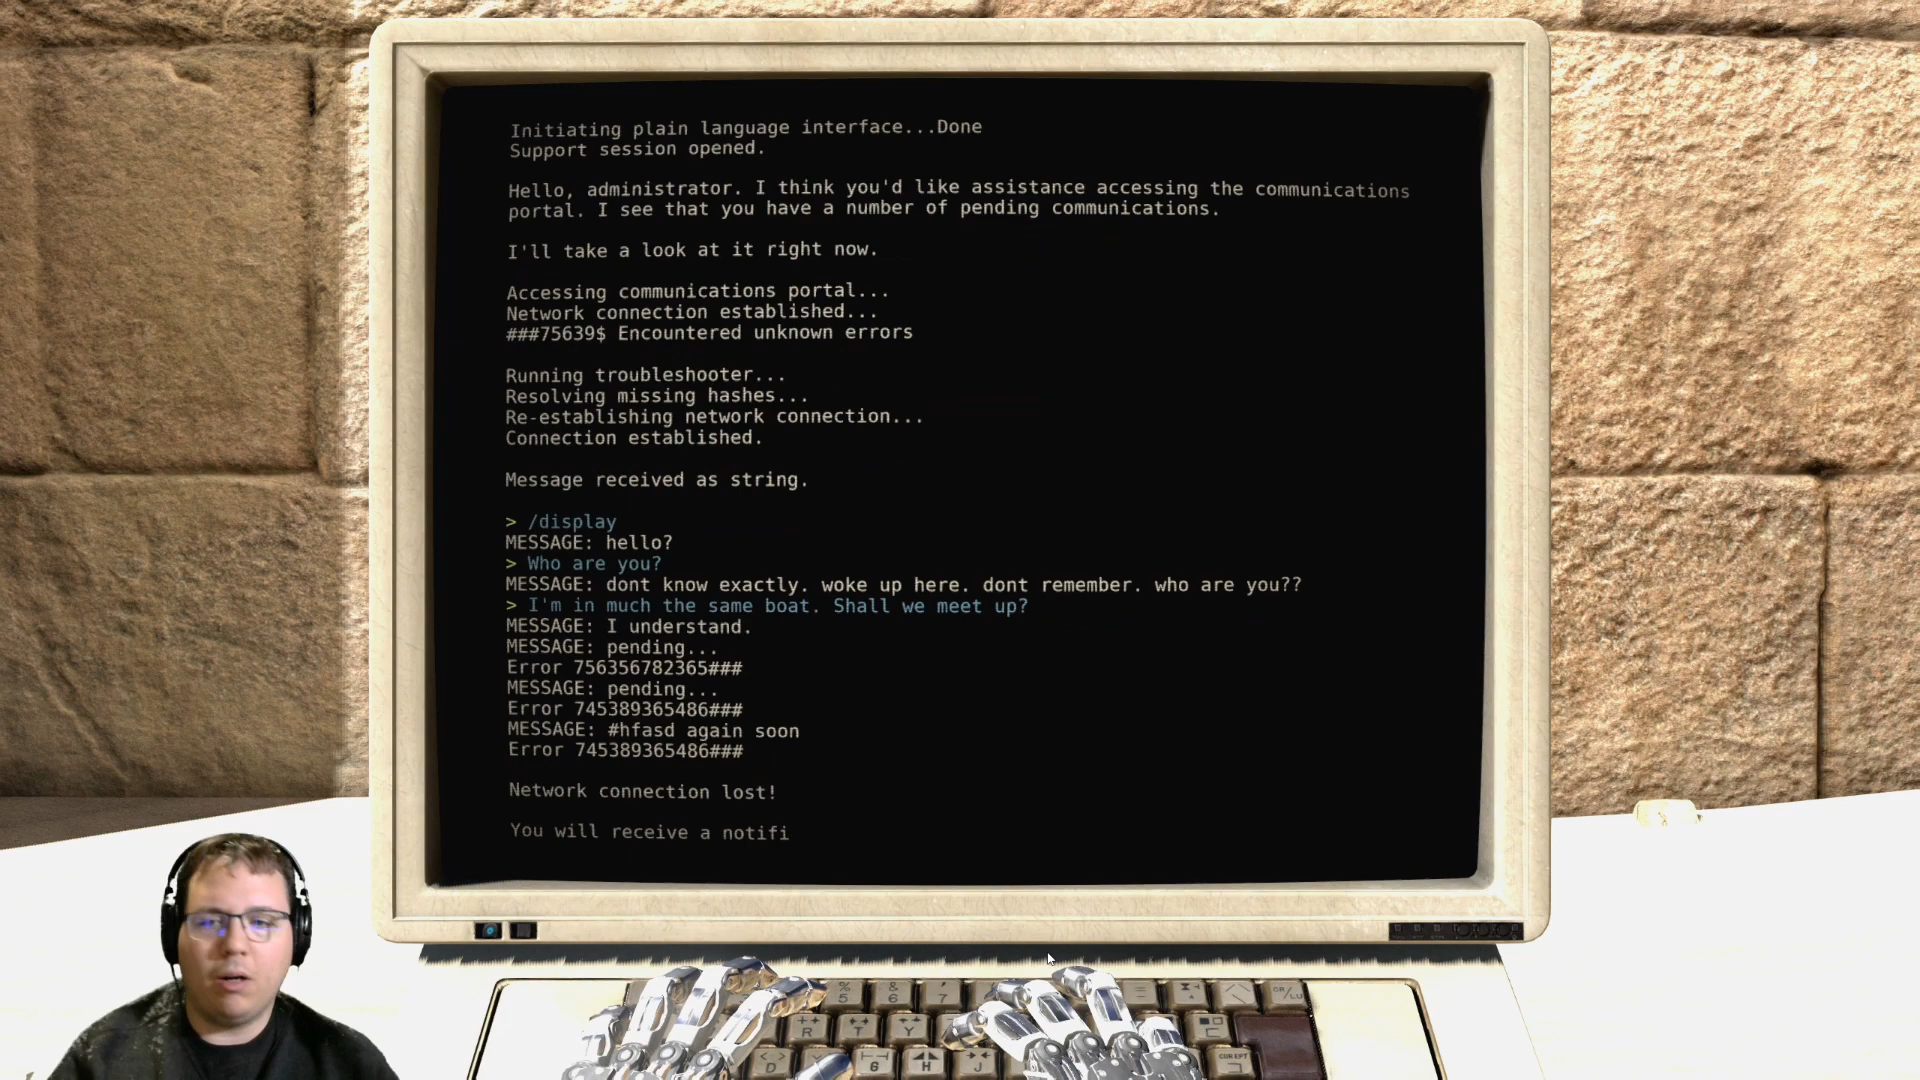 Initiating plain language interface...Done
Support session opened.
Hello, administrator. I think you'd like assistance accessing the communications
portal. I see that you have a number of pending communications.
I'll take a look at it right now.
Accessing communications portal...
Network connection established...
###75639$ Encountered unknown errors
Running troubleshooter...
Resolving missing hashes...
Re-establishing network connection...
Connection established.
Message received as string.
> /display
MESSAGE: hello?
> Who are you?
MESSAGE: dont know exactly. woke up here. dont remember. who are you??
> I'm in much the same boat. Shall we meet up?
MESSAGE: I understand.
MESSAGE: pending...
Error 756356782365###
MESSAGE: pending...
Error 745389365486###
MESSAGE: #hfasd again soon
Error 745389365486###
Network connection lost!
You will receive a notifi
% & '
5 6 7
R T Y
D G H J